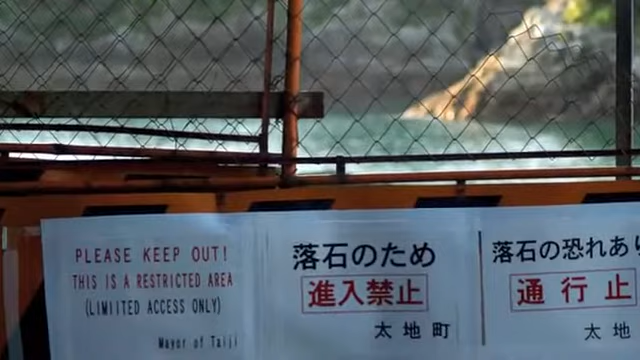 PLEASE KEEP OUT!
THIS IS A RESTRICTED AREA
(LIMIITED ACCESS ONLY)
Mayor of Taiji
落石のため
進入禁止
太地町
落石の恐れあり
通行止
太地